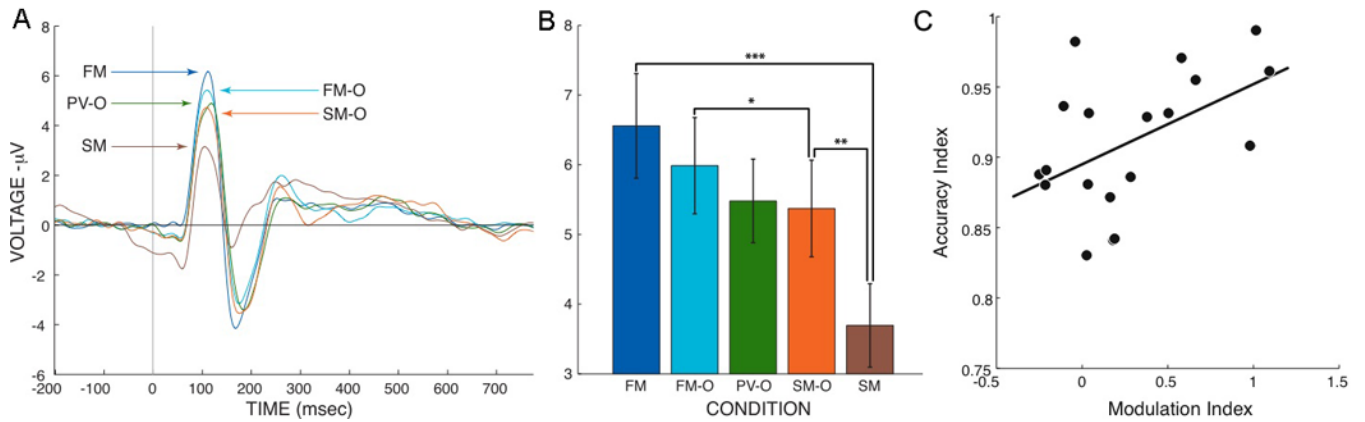 A
8
6
4
2
0
-2
-4
-6
VOLTAGE -µV
FM
PV-O
SM
FM-O
SM-O
-200 -100 0 100 200 300 400 500 600 700
TIME (msec)
B
8
7
6
5
4
3
***
*
**
FM FM-O PV-O SM-O SM
CONDITION
C
1
0.95
0.9
0.85
0.8
0.75
Accuracy Index
-0.5 0 0.5 1 1.5
Modulation Index